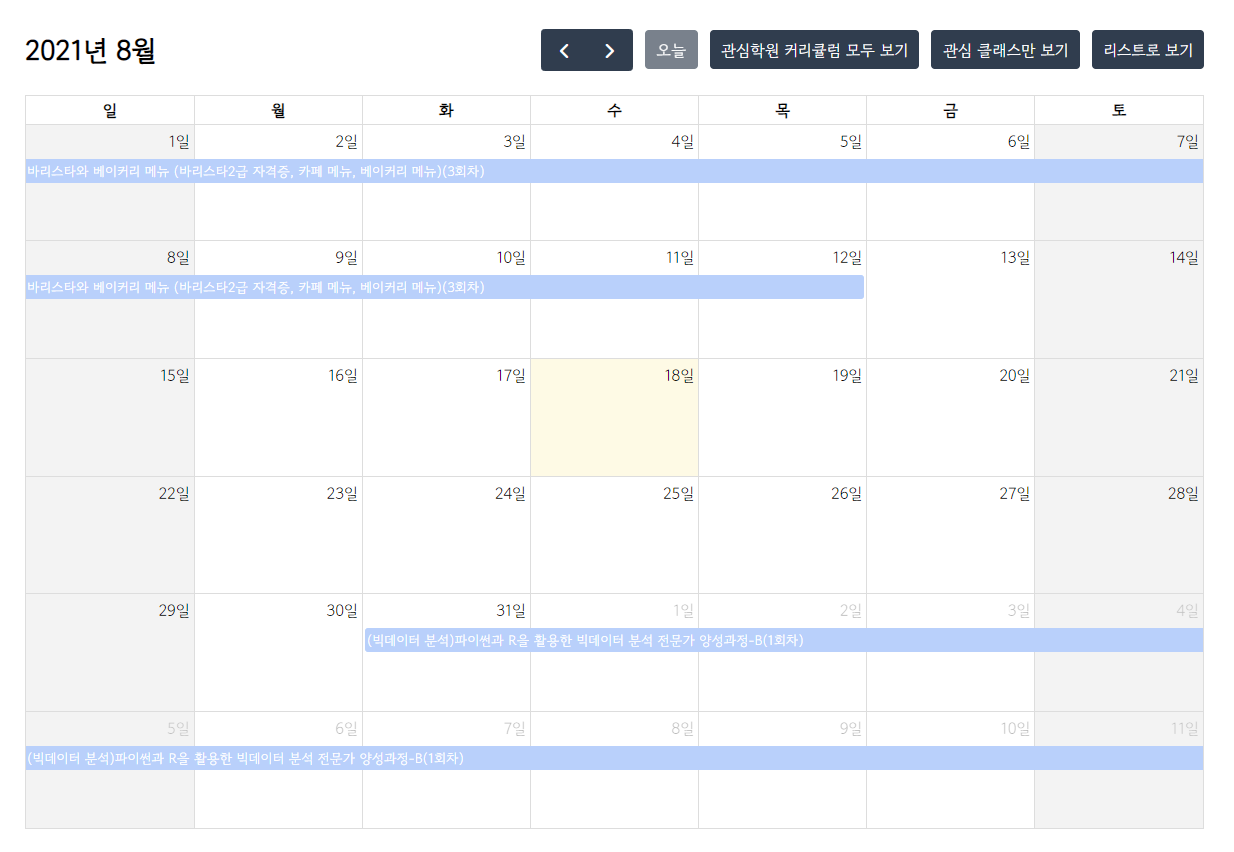 2021년 8월
오늘 관심학원 커리큘럼 모두 보기 관심 클래스만 보기 리스트로 보기
일 월 화 수 목 금 토
1일 2일 3일 4일 5일 6일 7일
바리스타와 베이커리 메뉴 (바리스타2급 자격증, 카페 메뉴, 베이커리 메뉴)(3회차)
8일 9일 10일 11일 12일 13일 14일
바리스타와 베이커리 메뉴 (바리스타2급 자격증, 카페 메뉴, 베이커리 메뉴)(3회차)
15일 16일 17일 18일 19일 20일 21일
22일 23일 24일 25일 26일 27일 28일
29일 30일 31일 1일 2일 3일 4일
(빅데이터 분석)파이썬과 R을 활용한 빅데이터 분석 전문가 양성과정-B(1회차)
5일 6일 7일 8일 9일 10일 11일
(빅데이터 분석)파이썬과 R을 활용한 빅데이터 분석 전문가 양성과정-B(1회차)